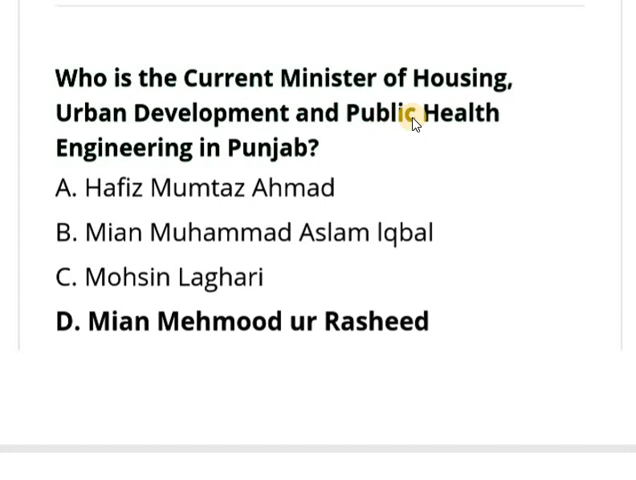 Who is the Current Minister of Housing,
Urban Development and Public Health
Engineering in Punjab?
A. Hafiz Mumtaz Ahmad
B. Mian Muhammad Aslam Iqbal
C. Mohsin Laghari
D. Mian Mehmood ur Rasheed